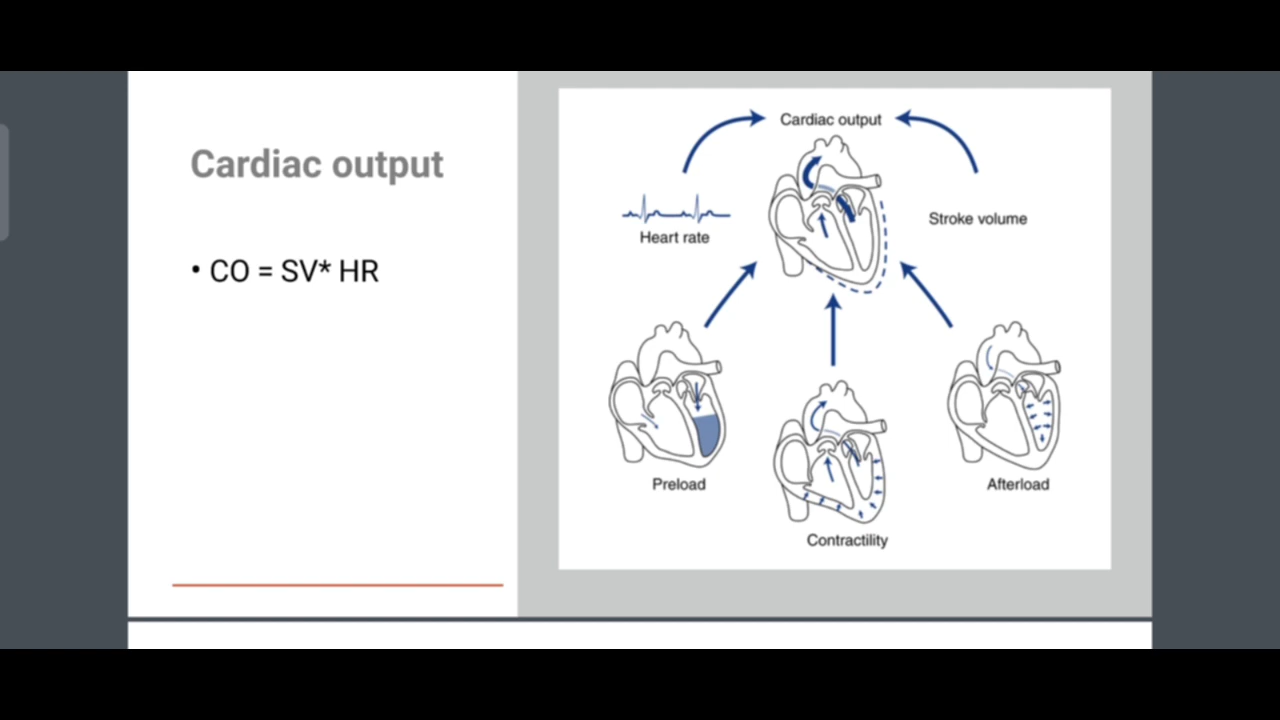 Cardiac output
• CO = SV* HR
Cardiac output
Heart rate
Stroke volume
Preload
Afterload
Contractility